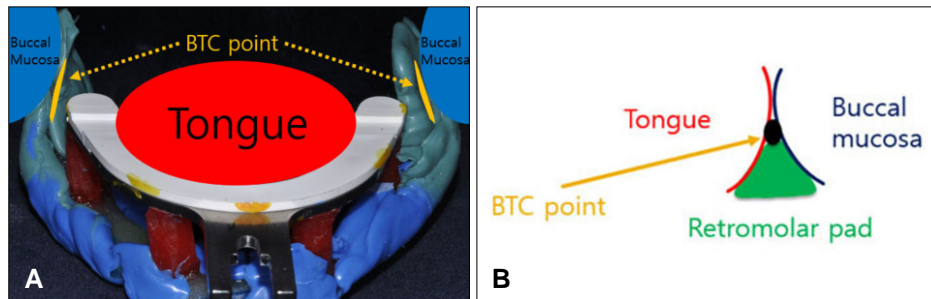 Buccal
Mucosa
BTC point
Buccal
Mucosa
Tongue
A
Tongue
Buccal
mucosa
BTC point
Retromolar pad
B